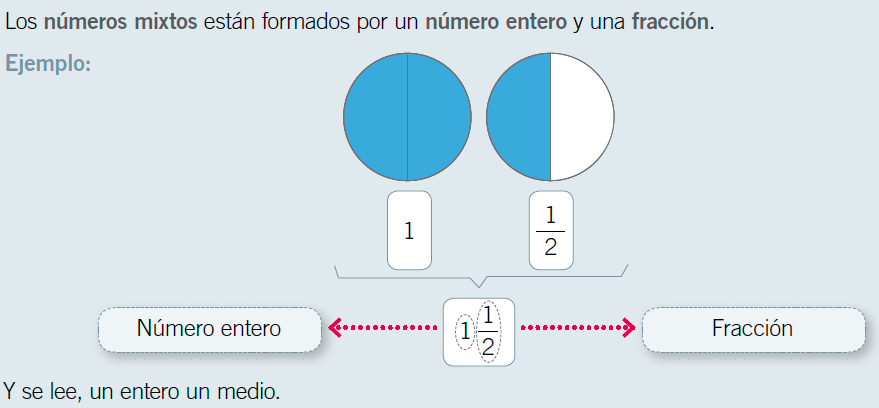 Los números mixtos están formados por un número entero y una fracción.
Ejemplo:
1
1
2
1 1
2
Número entero
Fracción
Y se lee, un entero un medio.